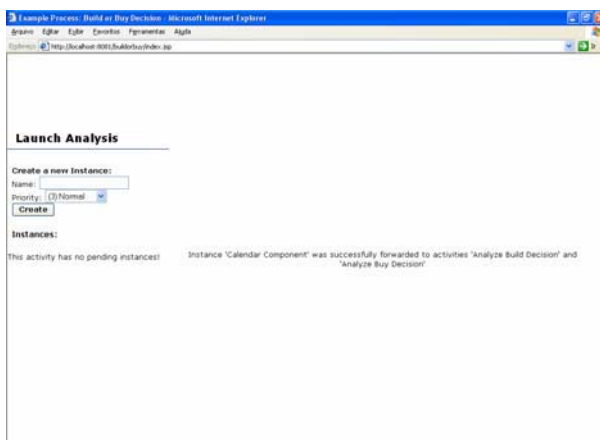 Example Process: Build or Buy Decision - Microsoft Internet Explorer
Arquivo Editar Exibir Favoritos Ferramentas Ajuda
Endereço http://localhost:8081/buildorbuy/index.jsp
Launch Analysis
Create a new Instance:
Name:
Priority: (3) Normal
Create
Instances:
This activity has no pending instances!
Instance 'Calendar Component' was successfully forwarded to activities 'Analyze Build Decision' and
'Analyze Buy Decision'